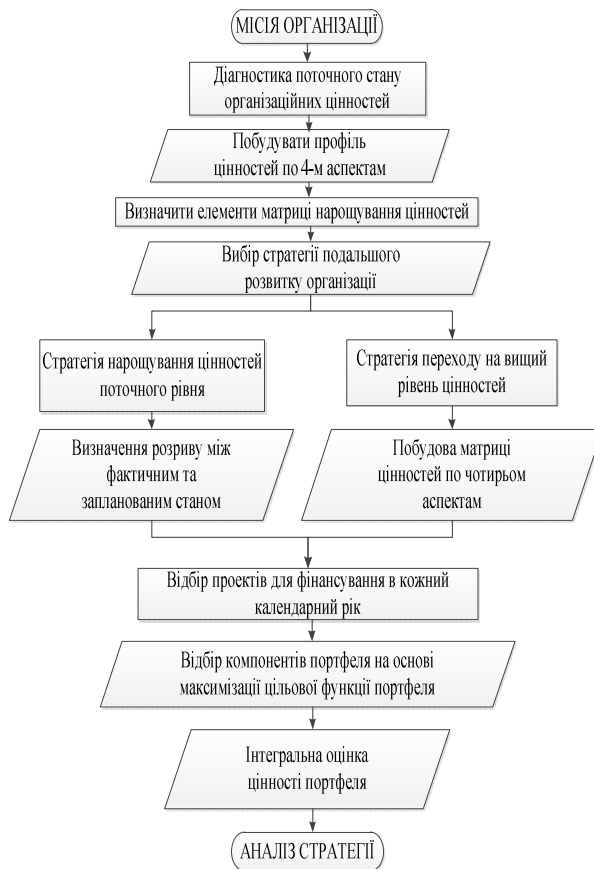 МІСІЯ ОРГАНІЗАЦІЇ
Діагностика поточного стану
організаційних цінностей
Побудувати профіль
цінностей по 4-м аспектам
Визначити елементи матриці нарощування цінностей
Вибір стратегії подальшого
розвитку організації
Стратегія нарощування цінностей
поточного рівня
Стратегія переходу на вищий
рівень цінностей
Визначення розриву між
фактичним та
запланованим станом
Побудова матриці
цінностей по чотирьом
аспектам
Відбір проектів для фінансування в кожний
календарний рік
Відбір компонентів портфеля на основі
максимізації цільової функції портфеля
Інтегральна оцінка
цінності портфеля
АНАЛІЗ СТРАТЕГІЇ